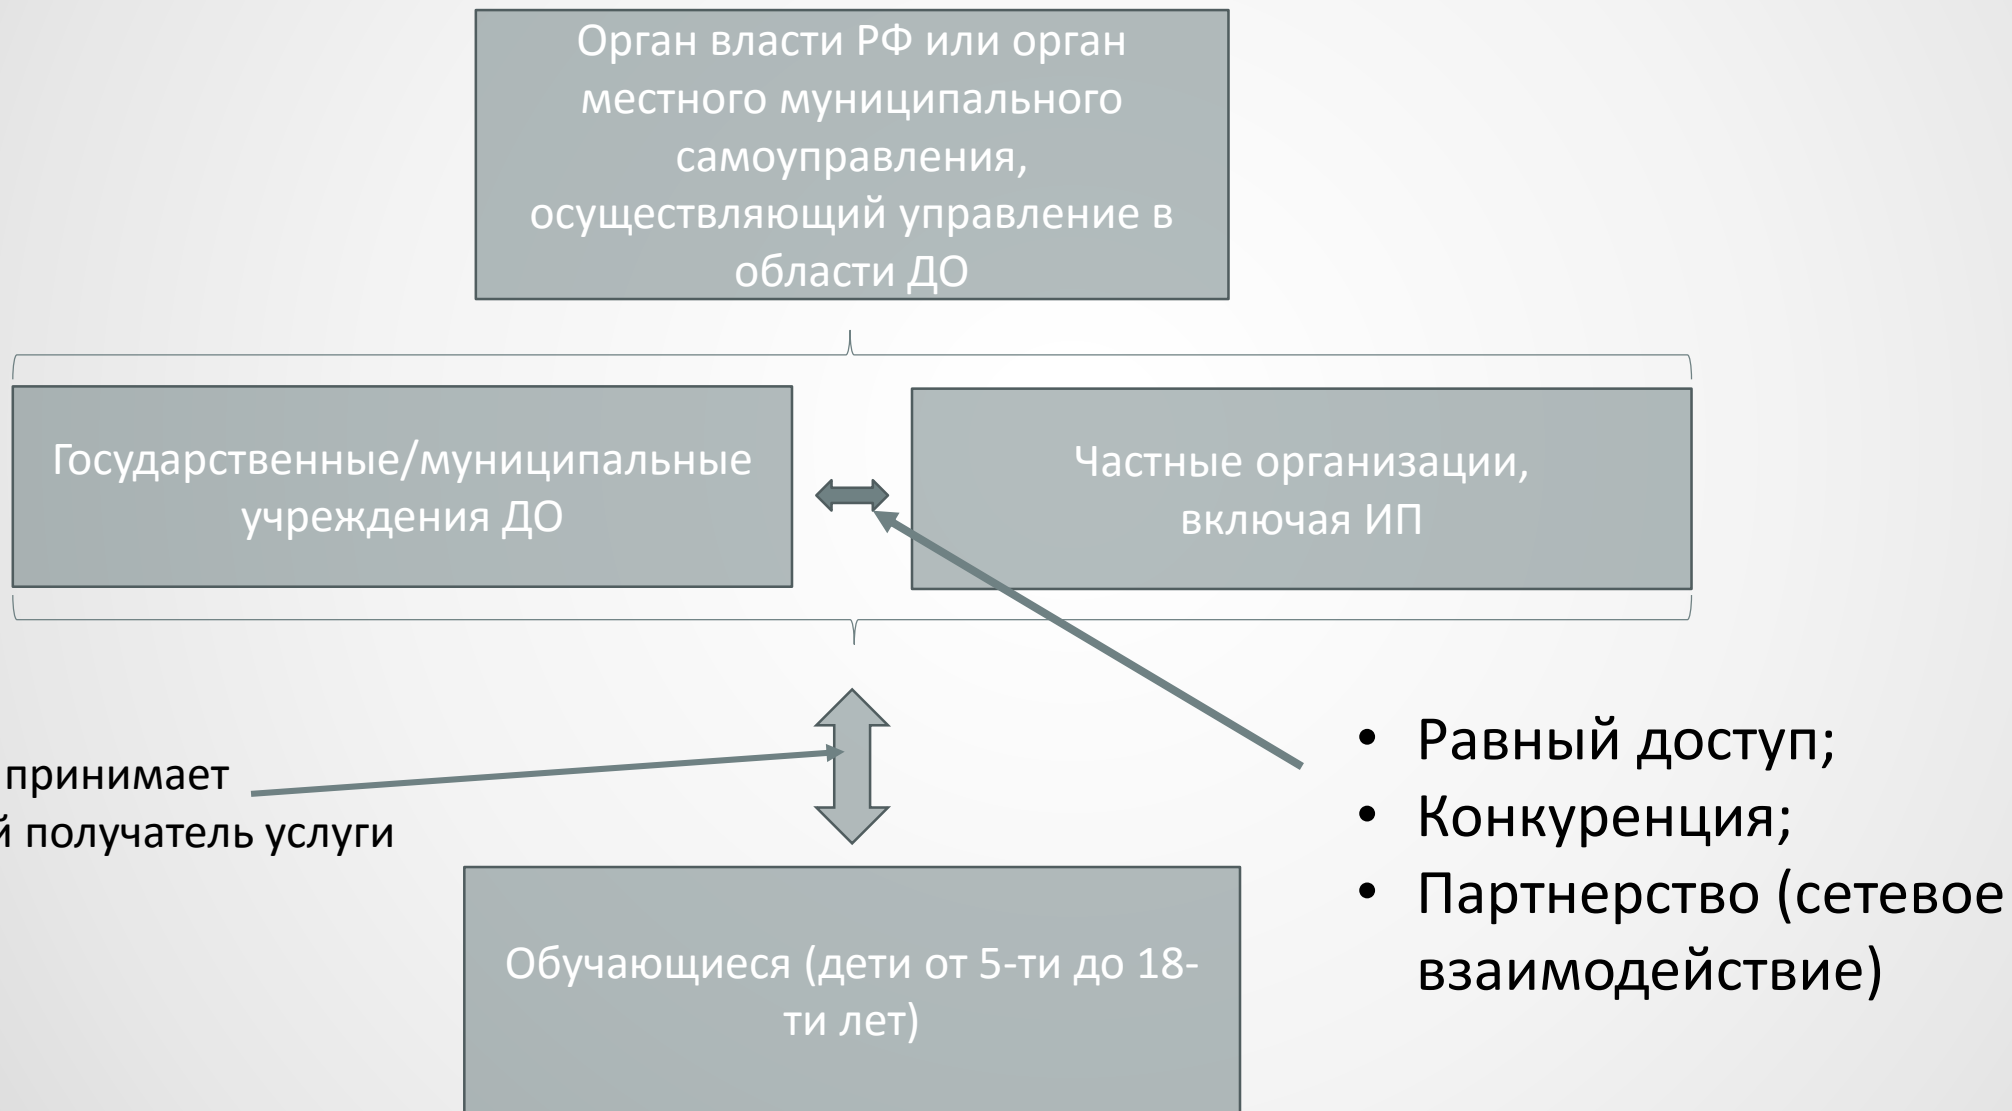 Орган власти РФ или орган
местного муниципального
самоуправления,
осуществляющий управление в
области ДО
Государственные/муниципальные
учреждения ДО
Частные организации,
включая ИП
принимает
й получатель услуги
• Равный доступ;
• Конкуренция;
• Партнерство (сетевое
взаимодействие)
Обучающиеся (дети от 5-ти до 18-
ти лет)